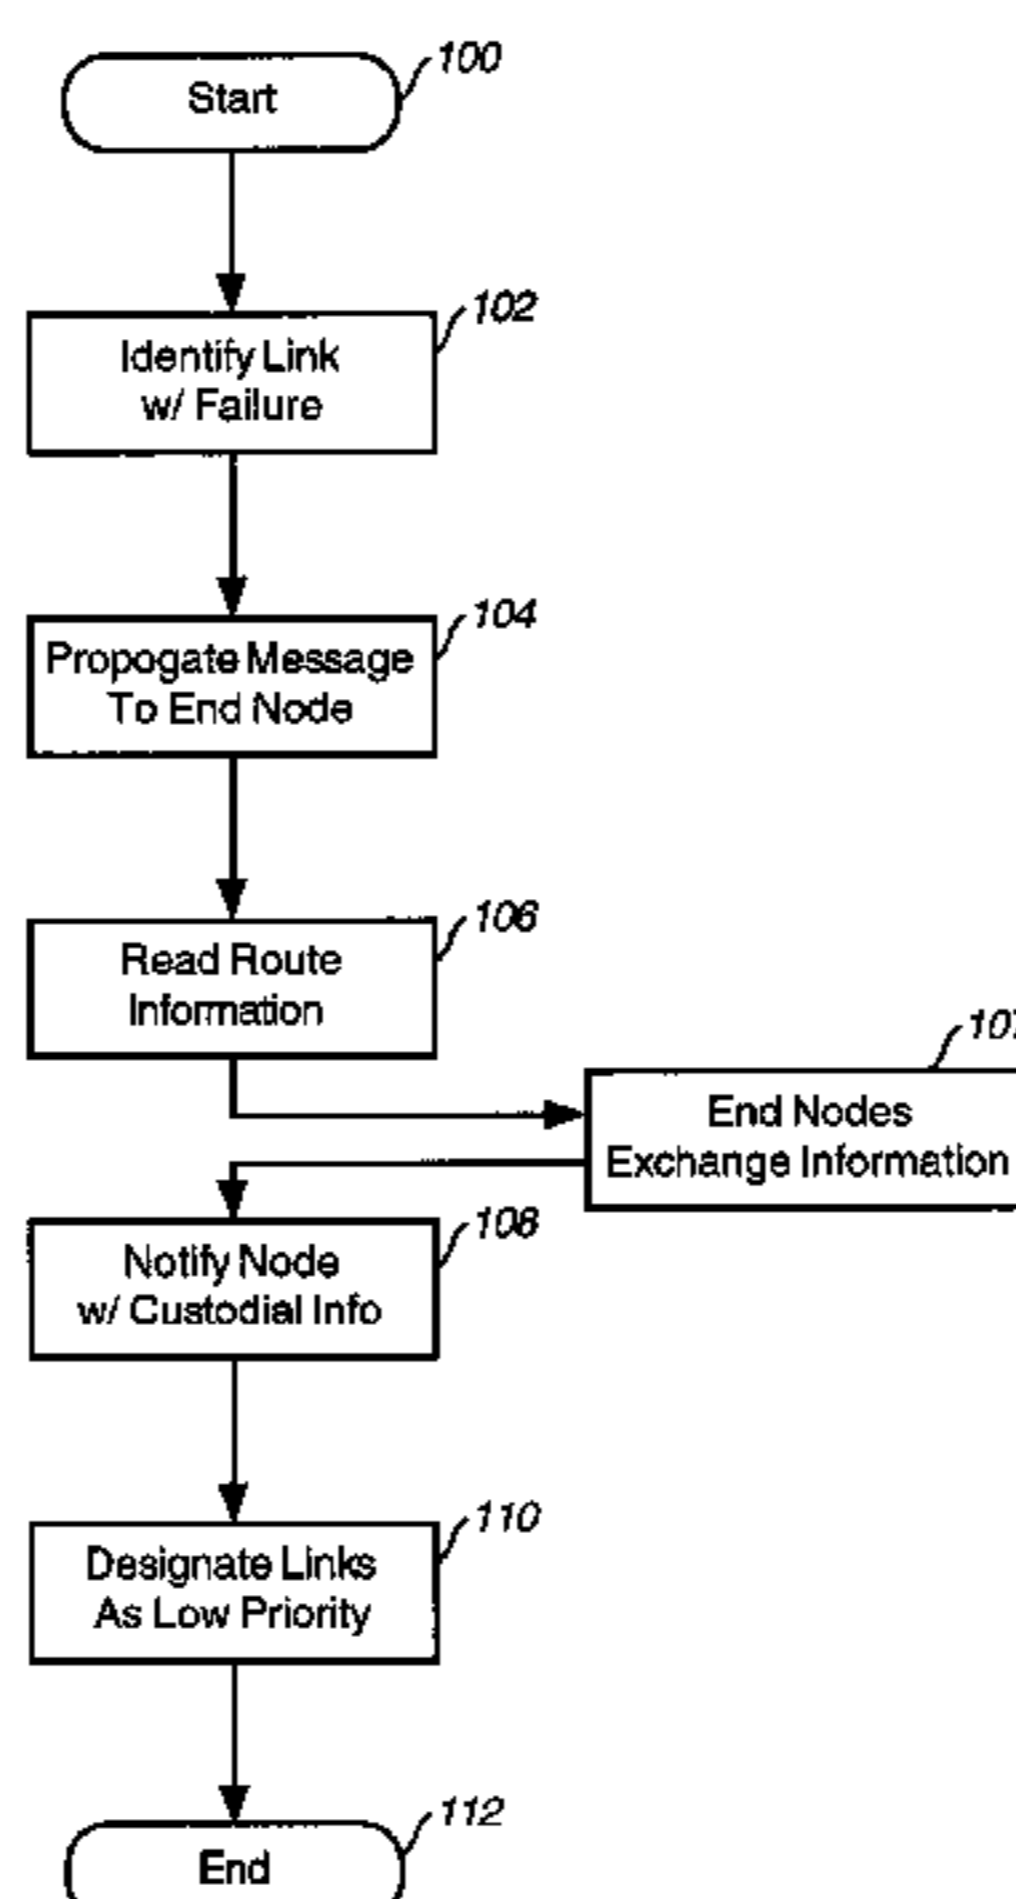 100
Start
102
Identify Link
w/ Failure
104
Propogate Message
To End Node
106
Read Route
Information
107
End Nodes
Exchange Information
108
Notify Node
w/ Custodial Info
110
Designate Links
As Low Priority
112
End